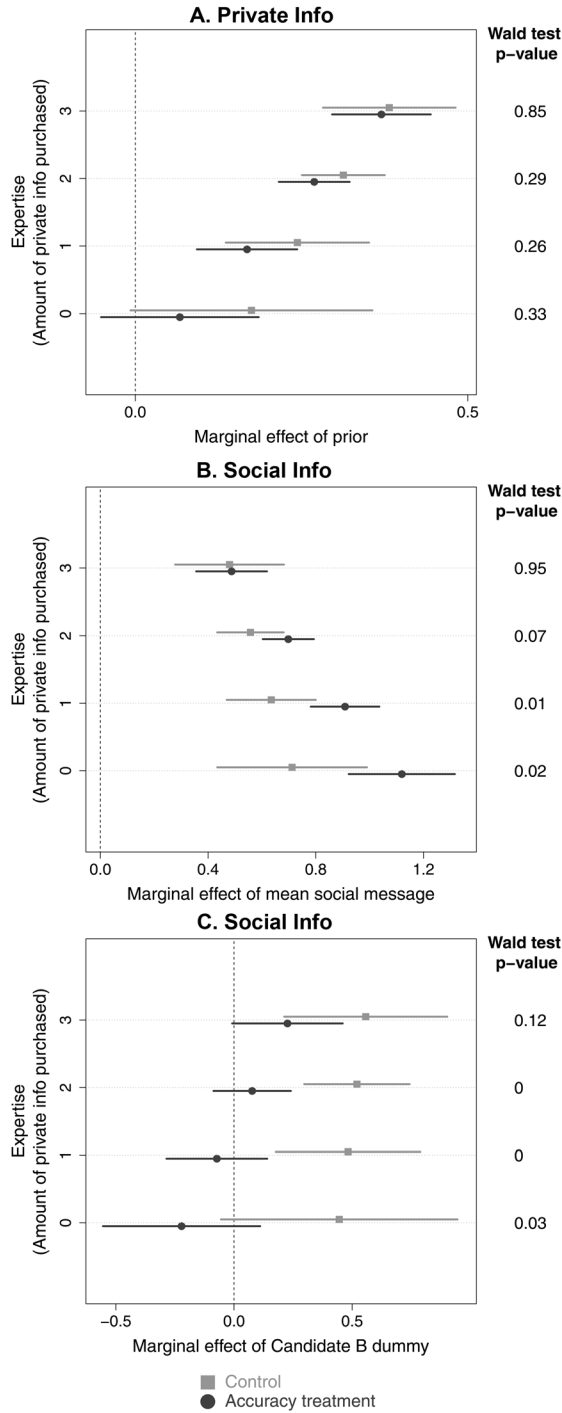 A. Private Info
Wald test
p−value
Expertise
(Amount of private info purchased)
3
0.85
2
0.29
1
0.26
0
0.33
0.0
0.5
Marginal effect of prior
B. Social Info
Wald test
p−value
Expertise
(Amount of private info purchased)
3
0.95
2
0.07
1
0.01
0
0.02
0.0
0.4
0.8
1.2
Marginal effect of mean social message
C. Social Info
Wald test
p−value
Expertise
(Amount of private info purchased)
3
0.12
2
0
1
0
0
0.03
−0.5
0.0
0.5
Marginal effect of Candidate B dummy
Control
Accuracy treatment